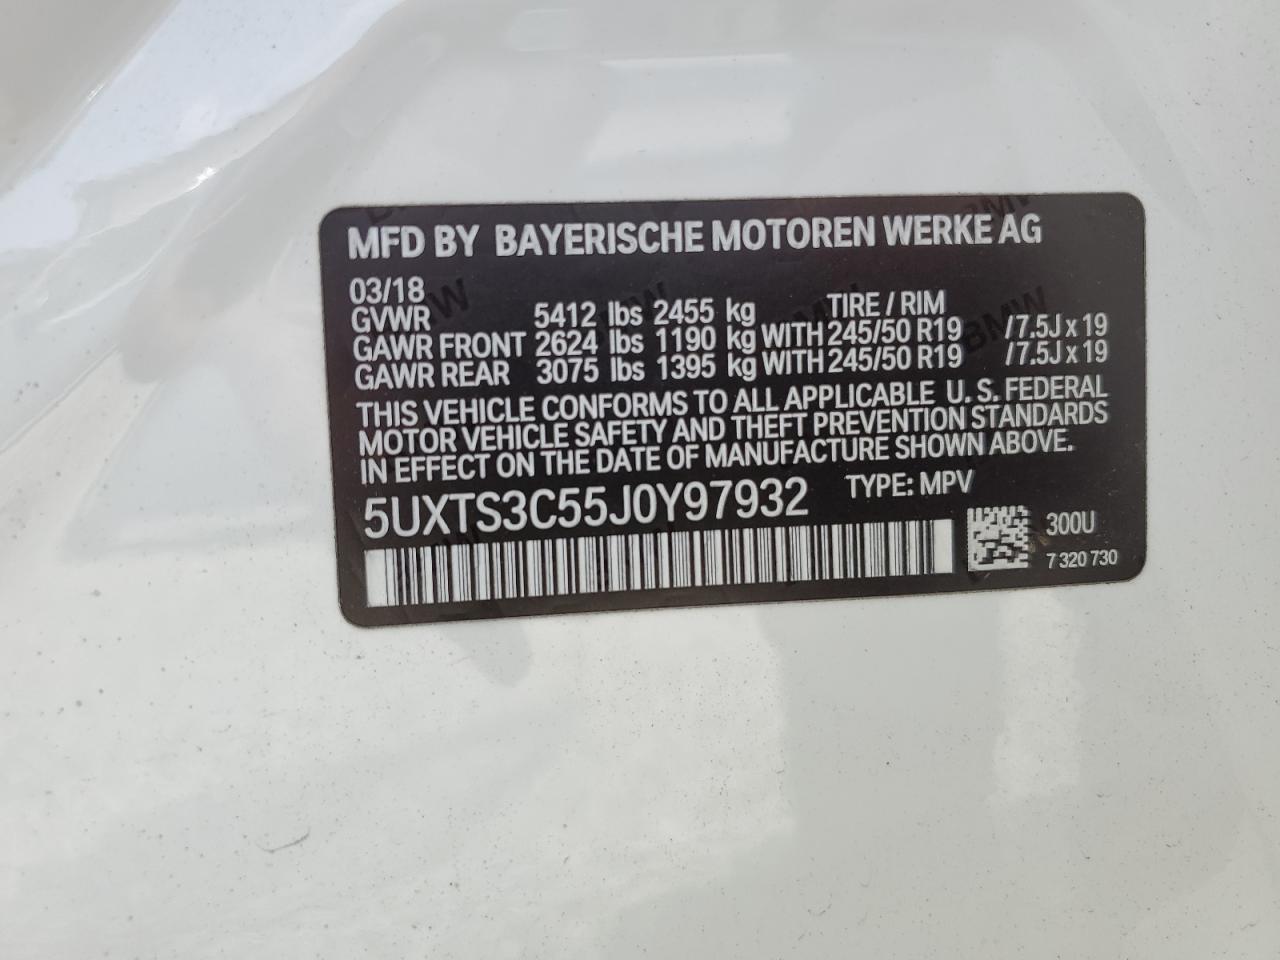 MFD BY BAYERISCHE MOTOREN WERKE AG
03/18
GVWR 5412 lbs 2455 kg TIRE / RIM
GAWR FRONT 2624 lbs 1190 kg WITH 245/50 R19 /7.5J x 19
GAWR REAR 3075 lbs 1395 kg WITH 245/50 R19 /7.5J x 19
THIS VEHICLE CONFORMS TO ALL APPLICABLE U. S. FEDERAL
MOTOR VEHICLE SAFETY AND THEFT PREVENTION STANDARDS
IN EFFECT ON THE DATE OF MANUFACTURE SHOWN ABOVE.
5UXTS3C55J0Y97932 TYPE: MPV
300U
7 320 730